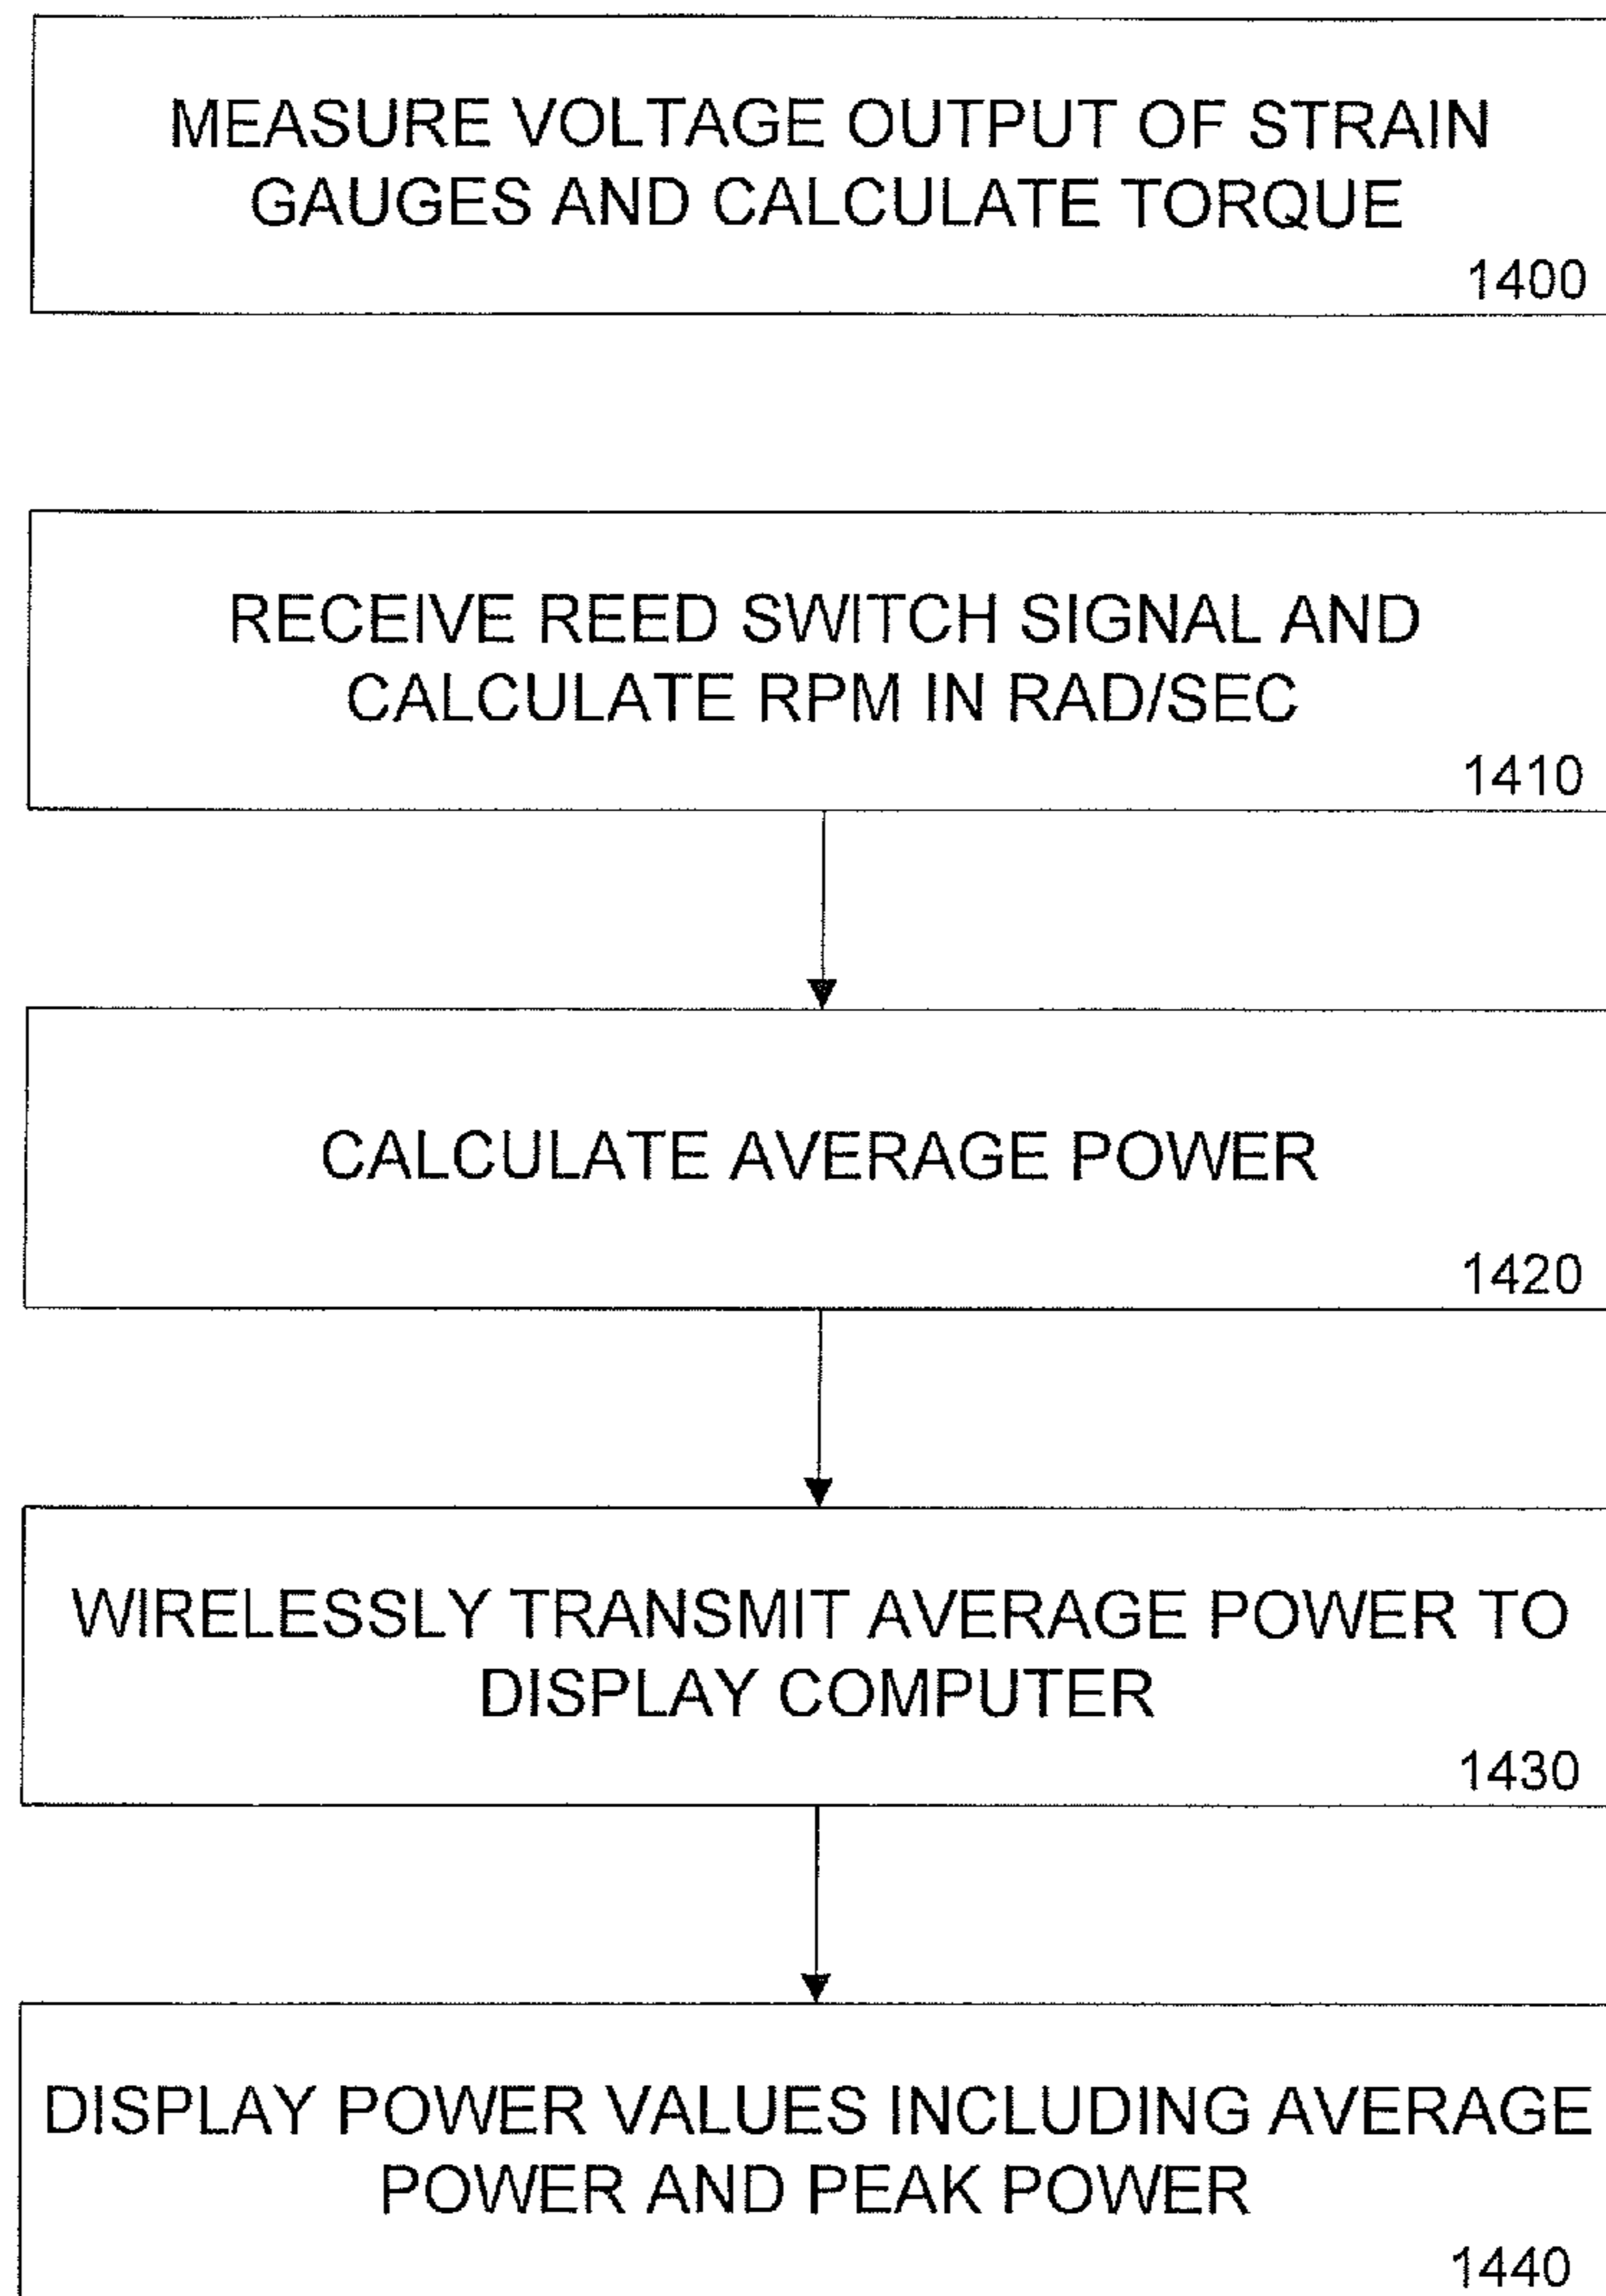 MEASURE VOLTAGE OUTPUT OF STRAIN
GAUGES AND CALCULATE TORQUE
1400
RECEIVE REED SWITCH SIGNAL AND
CALCULATE RPM IN RAD/SEC
1410
CALCULATE AVERAGE POWER
1420
WIRELESSLY TRANSMIT AVERAGE POWER TO
DISPLAY COMPUTER
1430
DISPLAY POWER VALUES INCLUDING AVERAGE
POWER AND PEAK POWER
1440